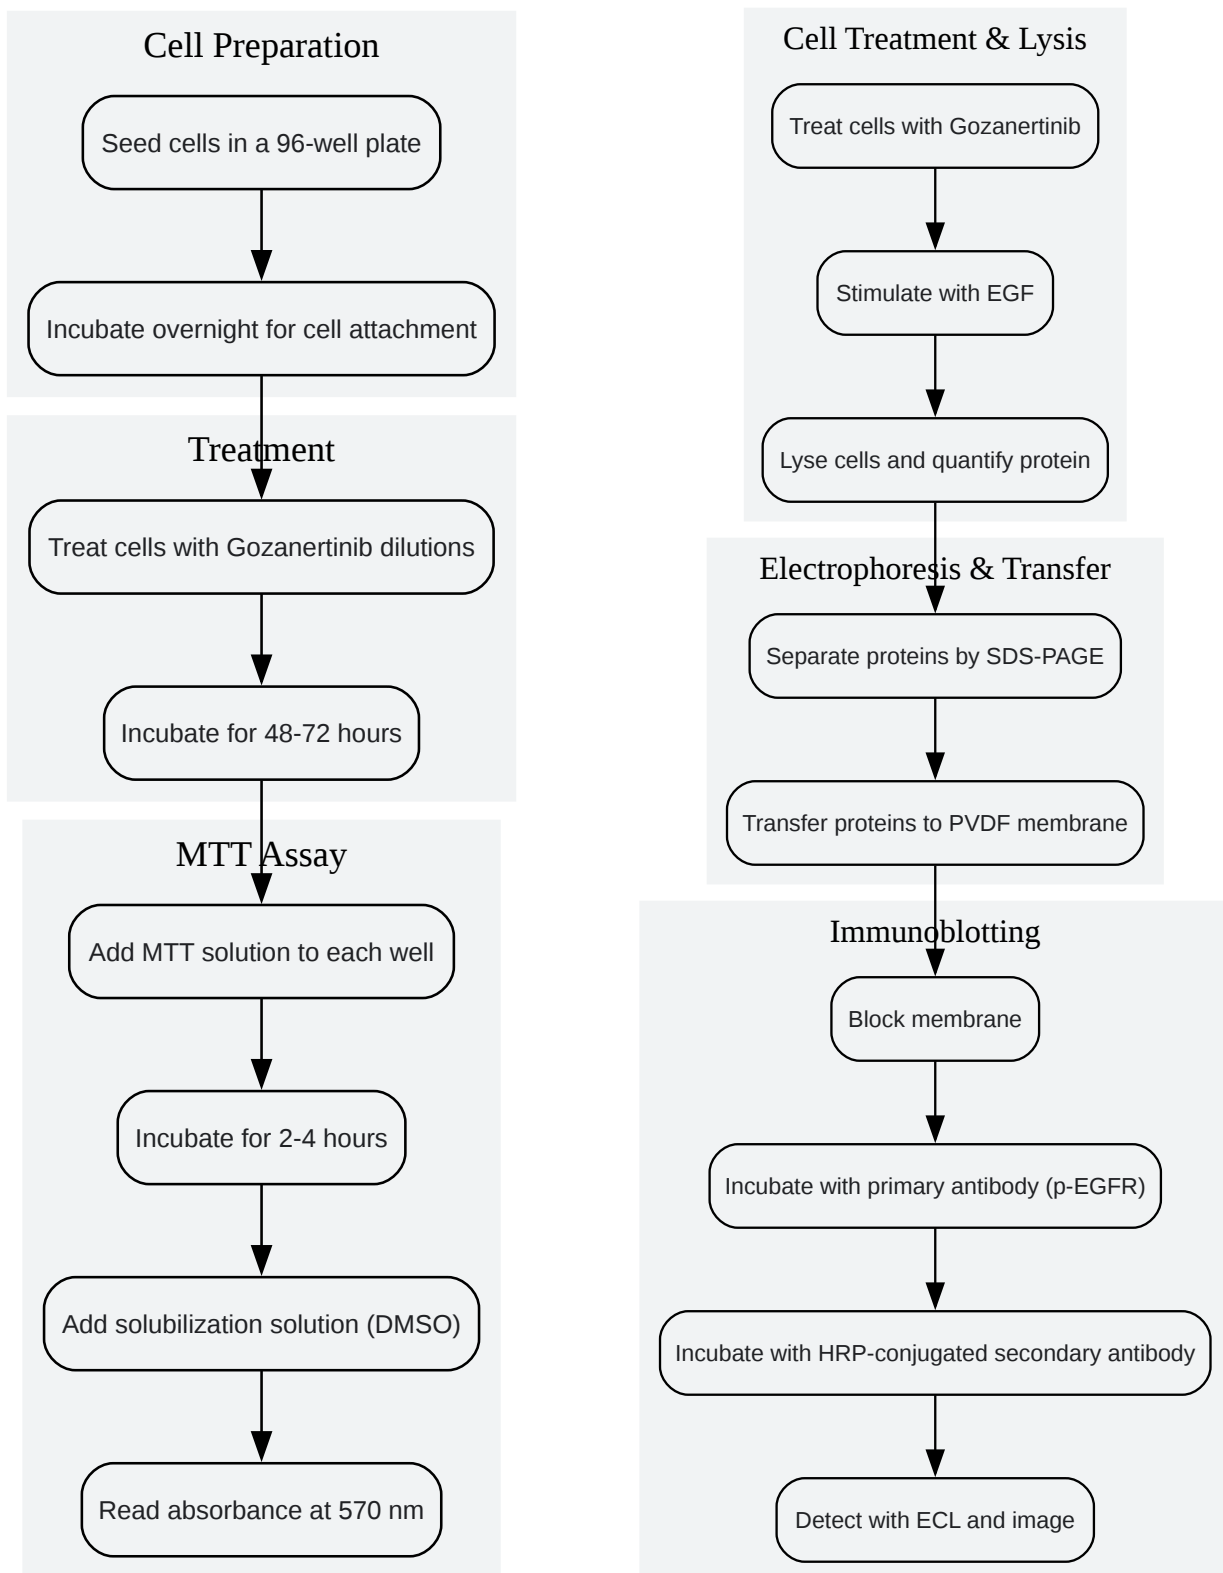 Cell Preparation
Seed cells in a 96-well plate
Incubate overnight for cell attachment
Treatment
Treat cells with Gozanertinib dilutions
Incubate for 48-72 hours
MTT Assay
Add MTT solution to each well
Incubate for 2-4 hours
Add solubilization solution (DMSO)
Read absorbance at 570 nm
Cell Treatment & Lysis
Treat cells with Gozanertinib
Stimulate with EGF
Lyse cells and quantify protein
Electrophoresis & Transfer
Separate proteins by SDS-PAGE
Transfer proteins to PVDF membrane
Immunoblotting
Block membrane
Incubate with primary antibody (p-EGFR)
Incubate with HRP-conjugated secondary antibody
Detect with ECL and image